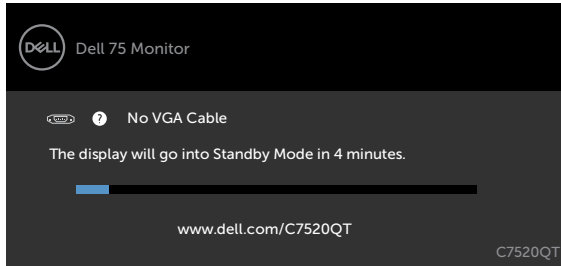 DELL Dell 75 Monitor
? No VGA Cable
The display will go into Standby Mode in 4 minutes.
www.dell.com/C7520QT
C7520QT